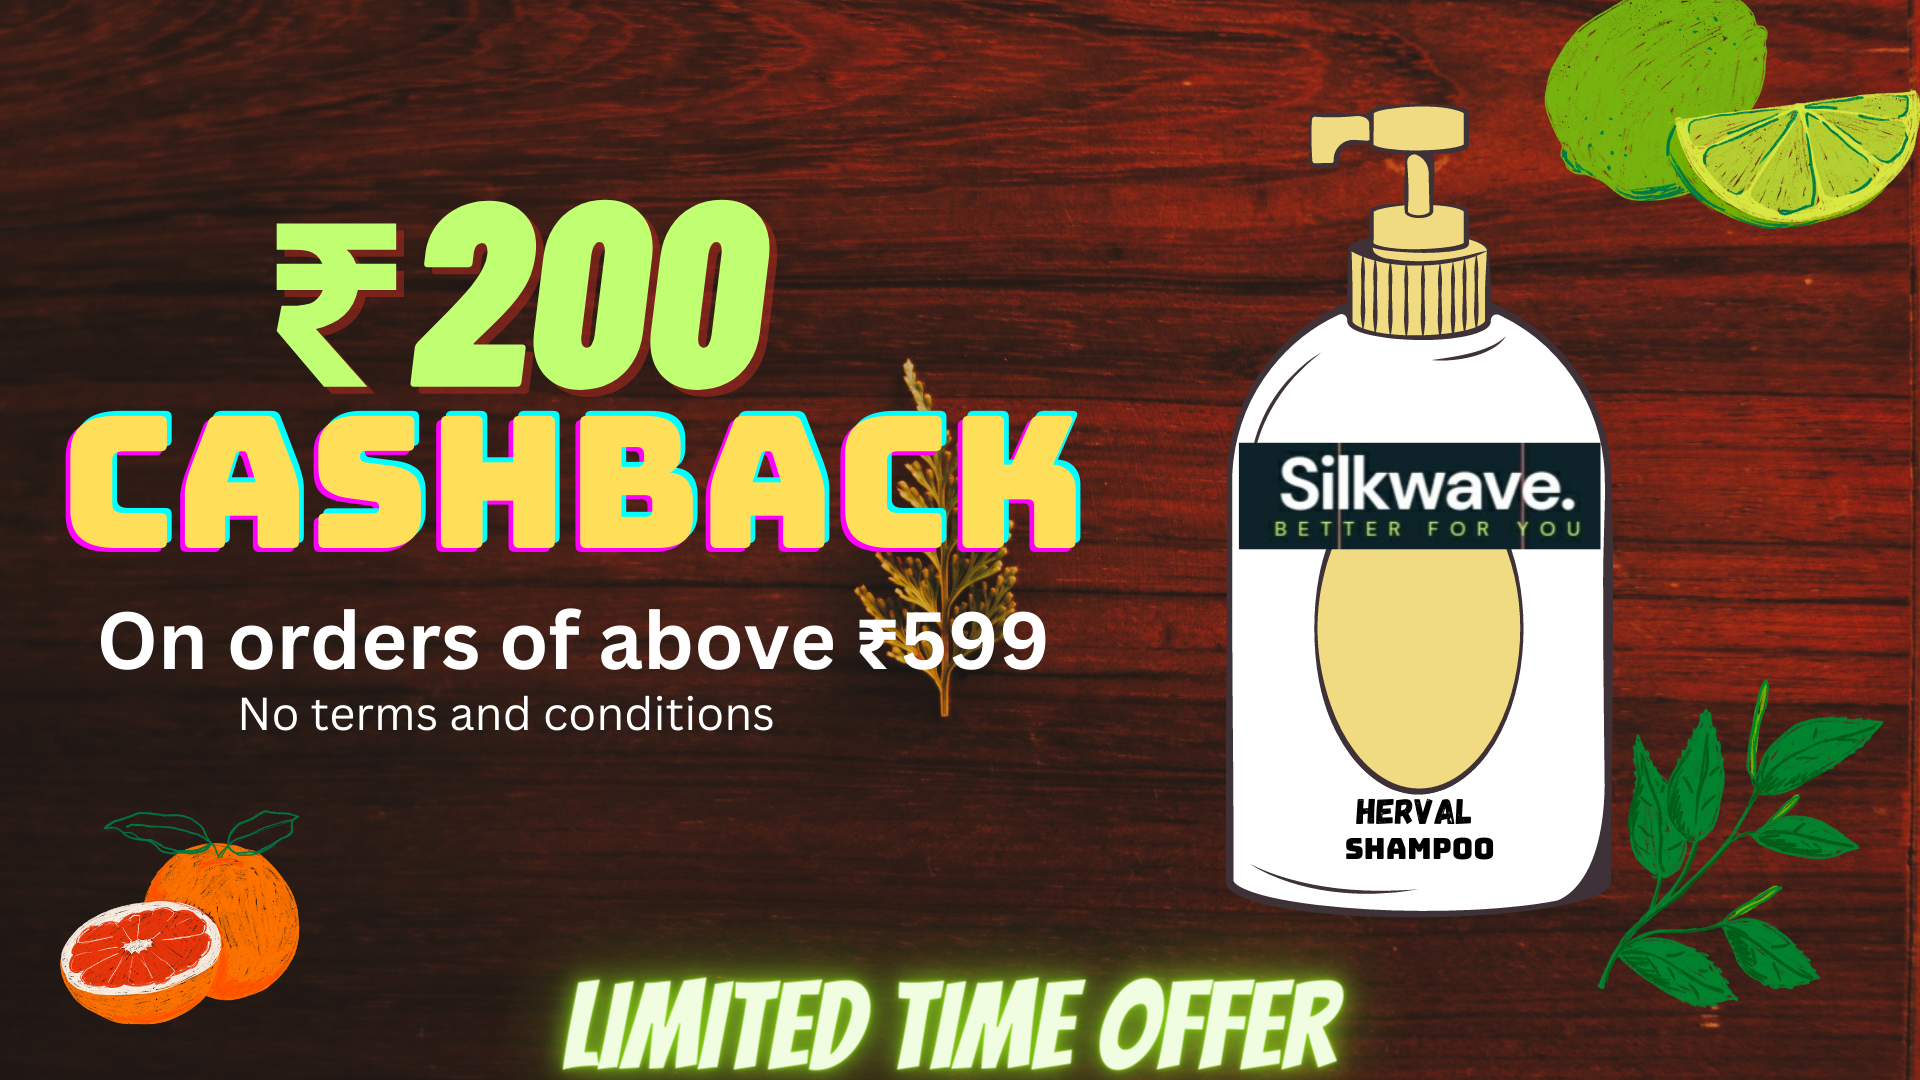 ₹200
CASHBACK
On orders of above ₹599
No terms and conditions
Silkwave.
BETTER FOR YOU
HERVAL
SHAMPOO
LIMITED TIME OFFER